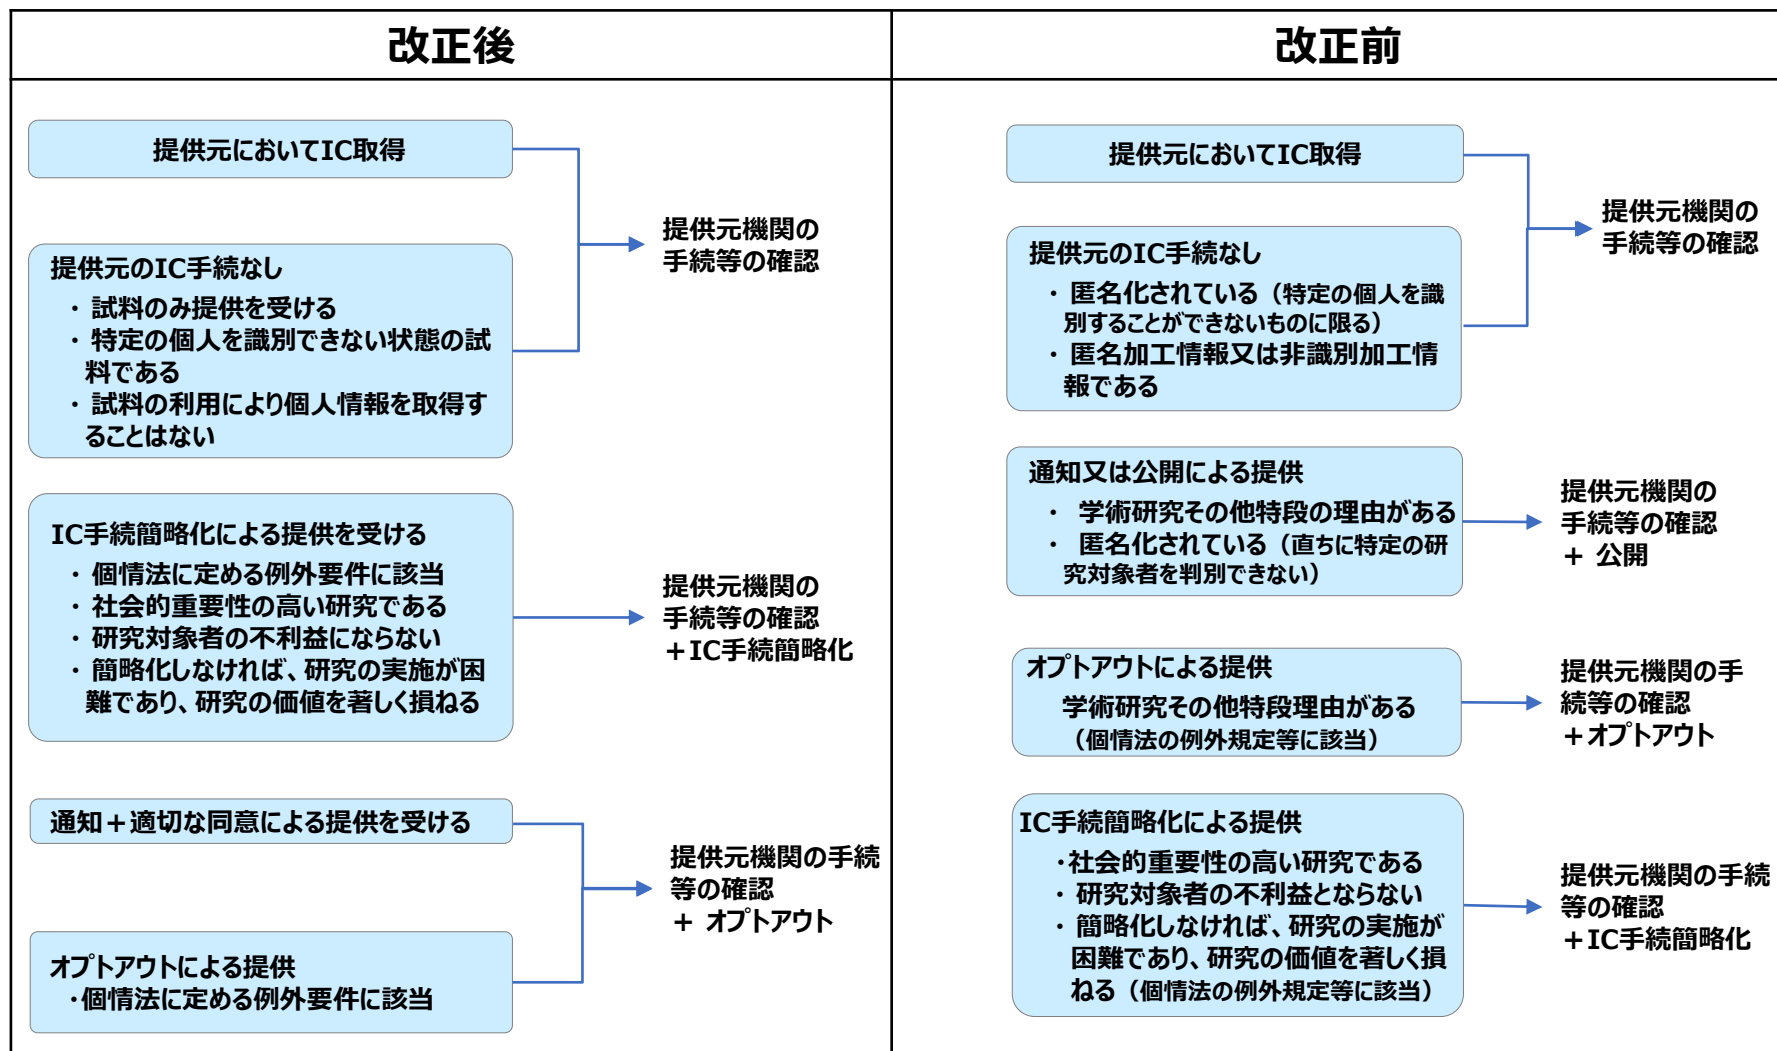 改正後
提供元においてIC取得
提供元機関の
手続等の確認
提供元のIC手続なし
・ 試料のみ提供を受ける
・ 特定の個人を識別できない状態の試
料である
・ 試料の利用により個人情報を取得す
ることはない
IC手続簡略化による提供を受ける
・ 個情法に定める例外要件に該当
・ 社会的重要性の高い研究である
・ 研究対象者の不利益にならない
・ 簡略化しなければ、研究の実施が困
難であり、研究の価値を著しく損ねる
提供元機関の
手続等の確認
＋IC手続簡略化
通知＋適切な同意による提供を受ける
提供元機関の手続
等の確認
＋ オプトアウト
オプトアウトによる提供
・個情法に定める例外要件に該当
改正前
提供元においてIC取得
提供元機関の
手続等の確認
提供元のIC手続なし
・ 匿名化されている（特定の個人を識
別することができないものに限る）
・ 匿名加工情報又は非識別加工情
報である
通知又は公開による提供
・ 学術研究その他特段の理由がある
・ 匿名化されている（直ちに特定の研
究対象者を判別できない）
提供元機関の
手続等の確認
＋ 公開
オプトアウトによる提供
学術研究その他特段理由がある
（個情法の例外規定等に該当）
提供元機関の手
続等の確認
＋オプトアウト
IC手続簡略化による提供
・社会的重要性の高い研究である
・ 研究対象者の不利益とならない
・ 簡略化しなければ、研究の実施が
困難であり、研究の価値を著しく損
ねる（個情法の例外規定等に該当）
提供元機関の手続
等の確認
＋IC手続簡略化